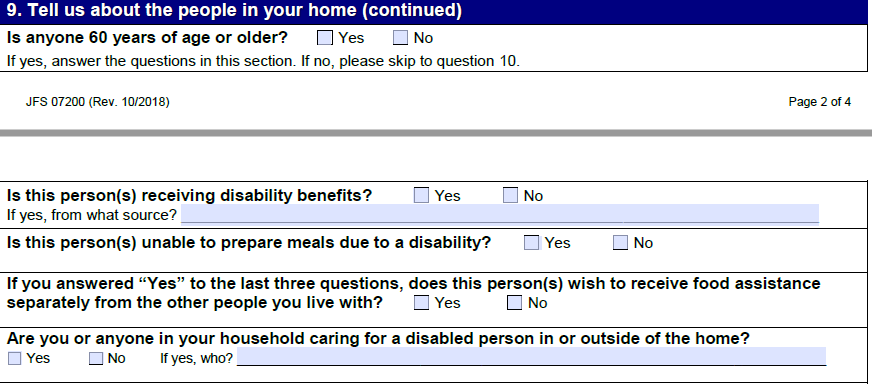 9. Tell us about the people in your home (continued)
Is anyone 60 years of age or older? Yes No
If yes, answer the questions in this section. If no, please skip to question 10.
JFS 07200 (Rev. 10/2018) Page 2 of 4
Is this person(s) receiving disability benefits? Yes No
If yes, from what source?
Is this person(s) unable to prepare meals due to a disability? Yes No
If you answered “Yes” to the last three questions, does this person(s) wish to receive food assistance
separately from the other people you live with? Yes No
Are you or anyone in your household caring for a disabled person in or outside of the home?
Yes No If yes, who?